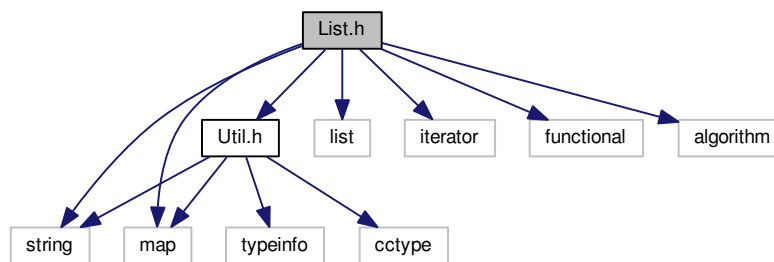 List.h
Util.h
list
iterator
functional
algorithm
string
map
typeinfo
cctype